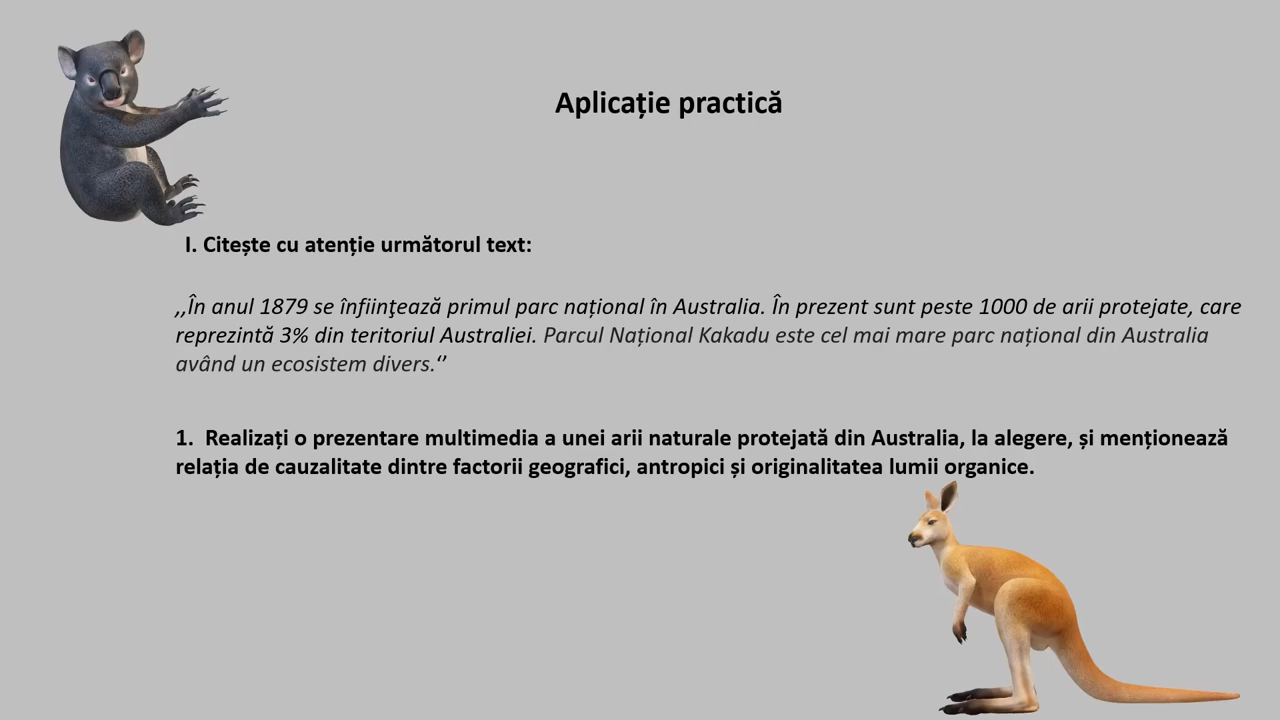 Aplicație practică
I. Citește cu atenție următorul text:
,,În anul 1879 se înfiinţează primul parc național în Australia. În prezent sunt peste 1000 de arii protejate, care
reprezintă 3% din teritoriul Australiei. Parcul Național Kakadu este cel mai mare parc național din Australia
având un ecosistem divers.‘’
1. Realizați o prezentare multimedia a unei arii naturale protejată din Australia, la alegere, și menționează
relația de cauzalitate dintre factorii geografici, antropici și originalitatea lumii organice.